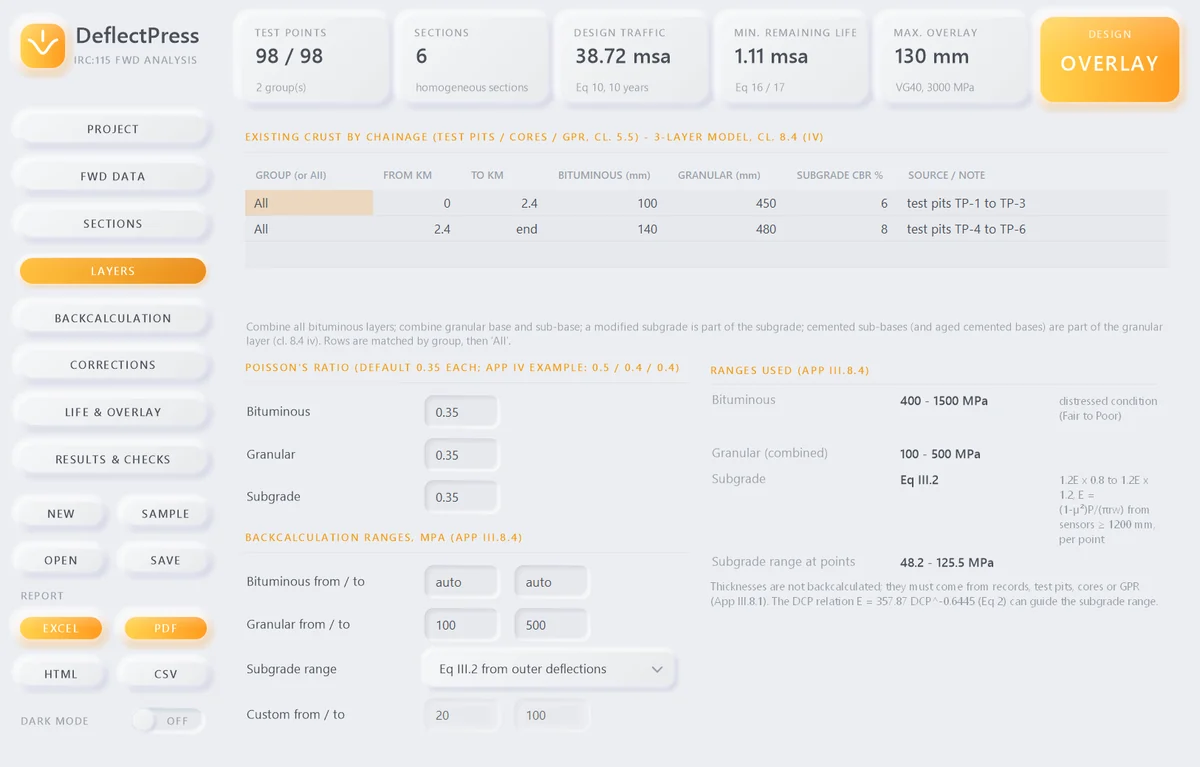 DeflectPress
IRC:115 FWD ANALYSIS
TEST POINTS
98 / 98
2 group(s)
SECTIONS
6
homogeneous sections
DESIGN TRAFFIC
38.72 msa
Eq 10, 10 years
MIN. REMAINING LIFE
1.11 msa
Eq 16 / 17
MAX. OVERLAY
130 mm
VG40, 3000 MPa
DESIGN
OVERLAY
PROJECT
FWD DATA
SECTIONS
LAYERS
BACKCALCULATION
CORRECTIONS
LIFE & OVERLAY
RESULTS & CHECKS
NEW SAMPLE
OPEN SAVE
REPORT
EXCEL PDF
HTML CSV
DARK MODE OFF
EXISTING CRUST BY CHAINAGE (TEST PITS / CORES / GPR, CL. 5.5) - 3-LAYER MODEL, CL. 8.4 (IV)
GROUP (or All) FROM KM TO KM BITUMINOUS (mm) GRANULAR (mm) SUBGRADE CBR % SOURCE / NOTE
All 0 2.4 100 450 6 test pits TP-1 to TP-3
All 2.4 end 140 480 8 test pits TP-4 to TP-6
Combine all bituminous layers; combine granular base and sub-base; a modified subgrade is part of the subgrade; cemented sub-bases (and aged cemented bases) are part of the granular
layer (cl. 8.4 iv). Rows are matched by group, then 'All'.
POISSON'S RATIO (DEFAULT 0.35 EACH; APP IV EXAMPLE: 0.5 / 0.4 / 0.4)
Bituminous 0.35
Granular 0.35
Subgrade 0.35
BACKCALCULATION RANGES, MPA (APP III.8.4)
Bituminous from / to auto auto
Granular from / to 100 500
Subgrade range Eq III.2 from outer deflections
Custom from / to 20 100
RANGES USED (APP III.8.4)
Bituminous 400 - 1500 MPa distressed condition
(Fair to Poor)
Granular (combined) 100 - 500 MPa
Subgrade Eq III.2 1.2E x 0.8 to 1.2E x
1.2, E =
(1-µ²)P/(πrw) from
sensors ≥ 1200 mm,
per point
Subgrade range at points 48.2 - 125.5 MPa
Thicknesses are not backcalculated; they must come from records, test pits, cores or GPR
(App III.8.1). The DCP relation E = 357.87 DCP^-0.6445 (Eq 2) can guide the subgrade range.